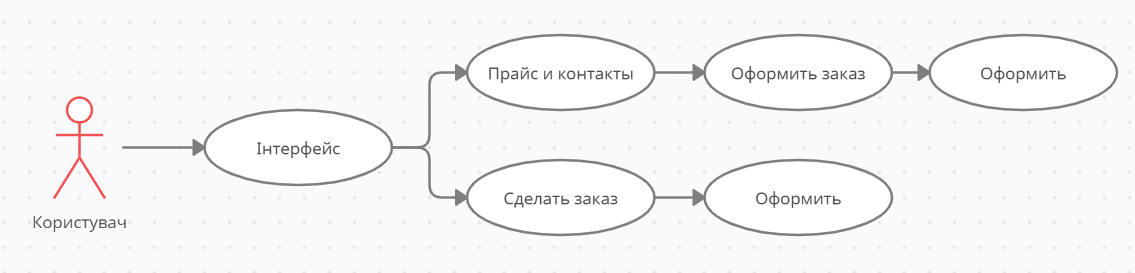 Прайс и контакты
Оформить заказ
Оформить
Інтерфейс
Сделать заказ
Оформить
Користувач